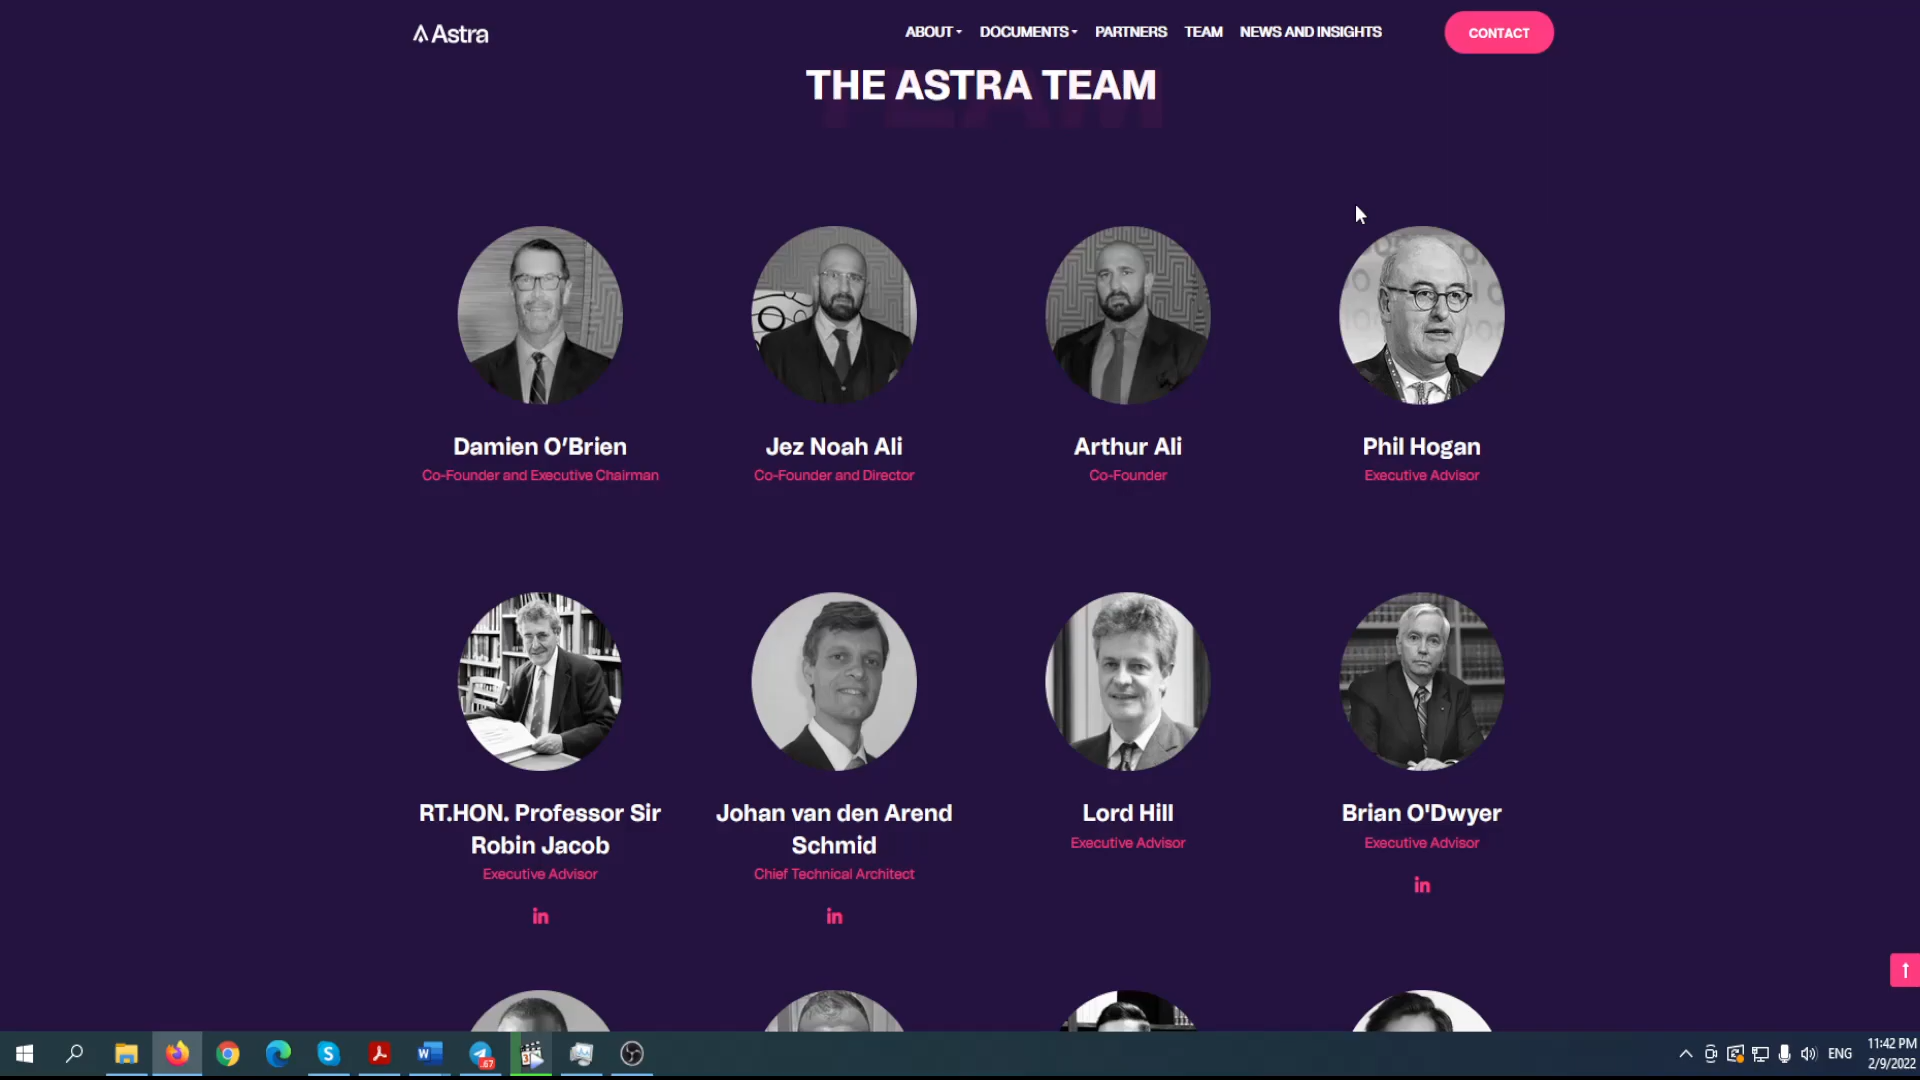 Astra
ABOUT
DOCUMENTS
PARTNERS
TEAM
NEWS AND INSIGHTS
CONTACT
THE ASTRA TEAM
Damien O'Brien
Co-Founder and Executive Chairman
Jez Noah Ali
Co-Founder and Director
Arthur Ali
Co-Founder
Phil Hogan
Executive Advisor
RT.HON. Professor Sir
Robin Jacob
Executive Advisor
in
Johan van den Arend
Schmid
Chief Technical Architect
in
Lord Hill
Executive Advisor
Brian O'Dwyer
Executive Advisor
in
ENG
11:42 PM
2/9/2022